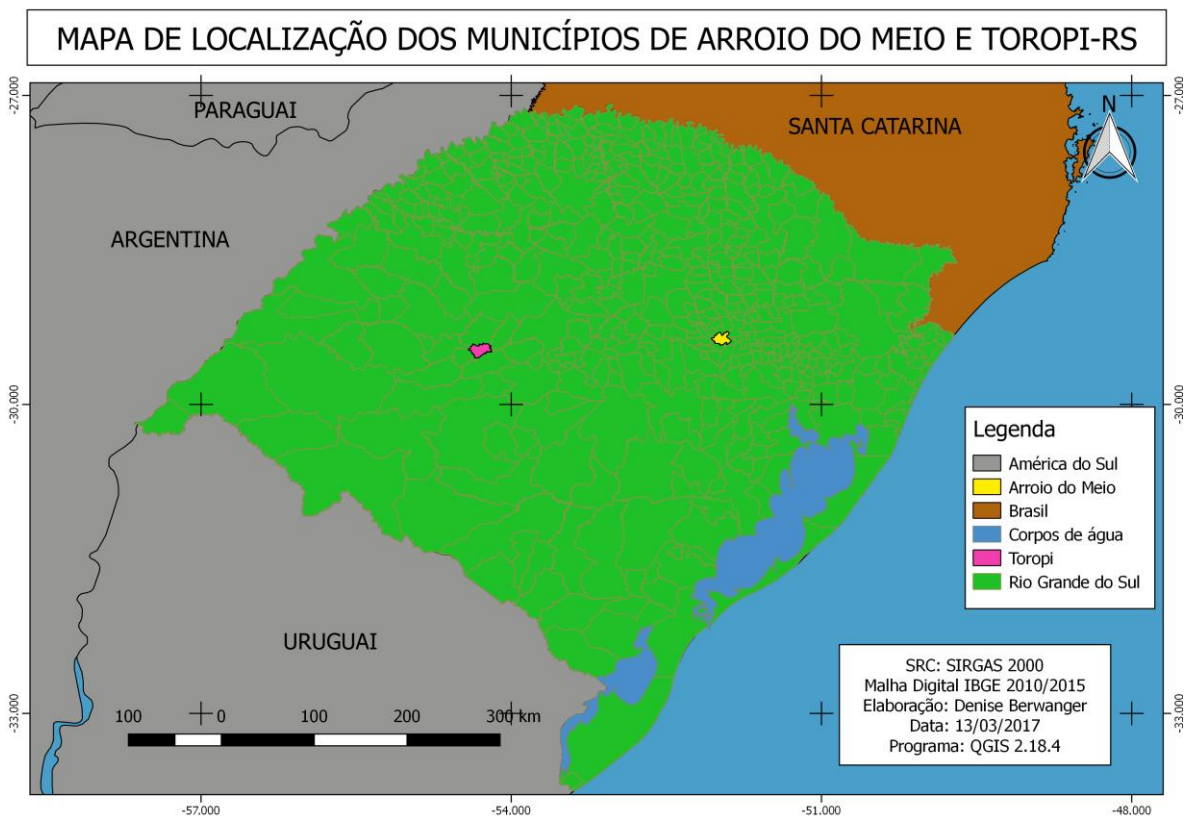 MAPA DE LOCALIZAÇÃO DOS MUNICÍPIOS DE ARROIO DO MEIO E TOROPI-RS
-27.000
-27.000
PARAGUAI
SANTA CATARINA
N
ARGENTINA
-30.000
-30.000
Legenda
América do Sul
Arroio do Meio
Brasil
Corpos de água
Toropi
Rio Grande do Sul
URUGUAI
SRC: SIRGAS 2000
Malha Digital IBGE 2010/2015
Elaboração: Denise Berwanger
Data: 13/03/2017
Programa: QGIS 2.18.4
-33.000
-33.000
100 0 100 200 300 km
-57.000 -54.000 -51.000 -48.000